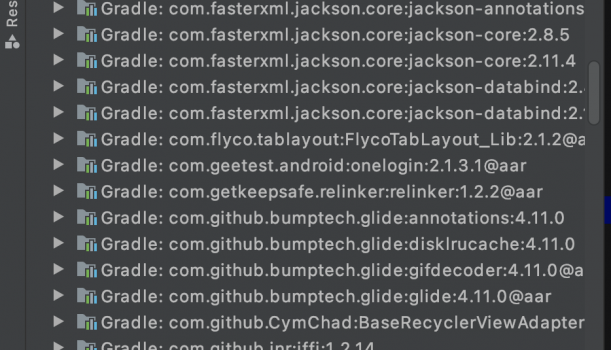 Res
Gradle: com.fasterxml.jackson.core:jackson-annotations
Gradle: com.fasterxml.jackson.core:jackson-core:2.8.5
Gradle: com.fasterxml.jackson.core:jackson-core:2.11.4
Gradle: com.fasterxml.jackson.core:jackson-databind:2.
Gradle: com.fasterxml.jackson.core:jackson-databind:2.
Gradle: com.flyco.tablayout:FlycoTabLayout_Lib:2.1.2@a
Gradle: com.geetest.android:onelogin:2.1.3.1@aar
Gradle: com.getkeepsafe.relinker:relinker:1.2.2@aar
Gradle: com.github.bumptech.glide:annotations:4.11.0
Gradle: com.github.bumptech.glide:disklrucache:4.11.0
Gradle: com.github.bumptech.glide:gifdecoder:4.11.0@a
Gradle: com.github.bumptech.glide:glide:4.11.0@aar
Gradle: com.github.CymChad:BaseRecyclerViewAdapter
Gradle: com.github.jnr:jffi:1.2.14